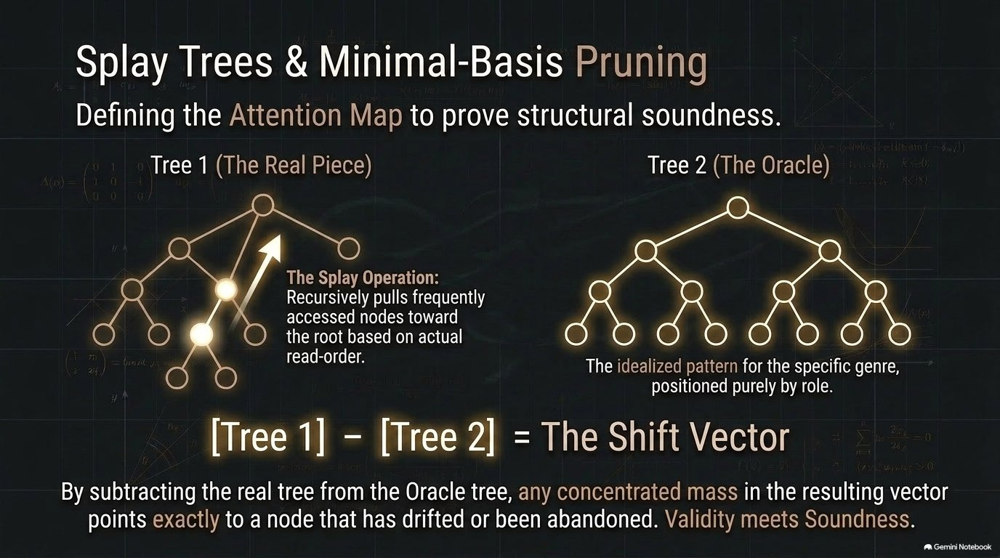 Splay Trees & Minimal-Basis Pruning
Defining the Attention Map to prove structural soundness.
Tree 1 (The Real Piece)
The Splay Operation:
Recursively pulls frequently
accessed nodes toward
the root based on actual
read-order.
Tree 2 (The Oracle)
The idealized pattern for the specific genre,
positioned purely by role.
[Tree 1] – [Tree 2] = The Shift Vector
By subtracting the real tree from the Oracle tree, any concentrated mass in the resulting vector
points exactly to a node that has drifted or been abandoned. Validity meets Soundness.
Gemini Notebook